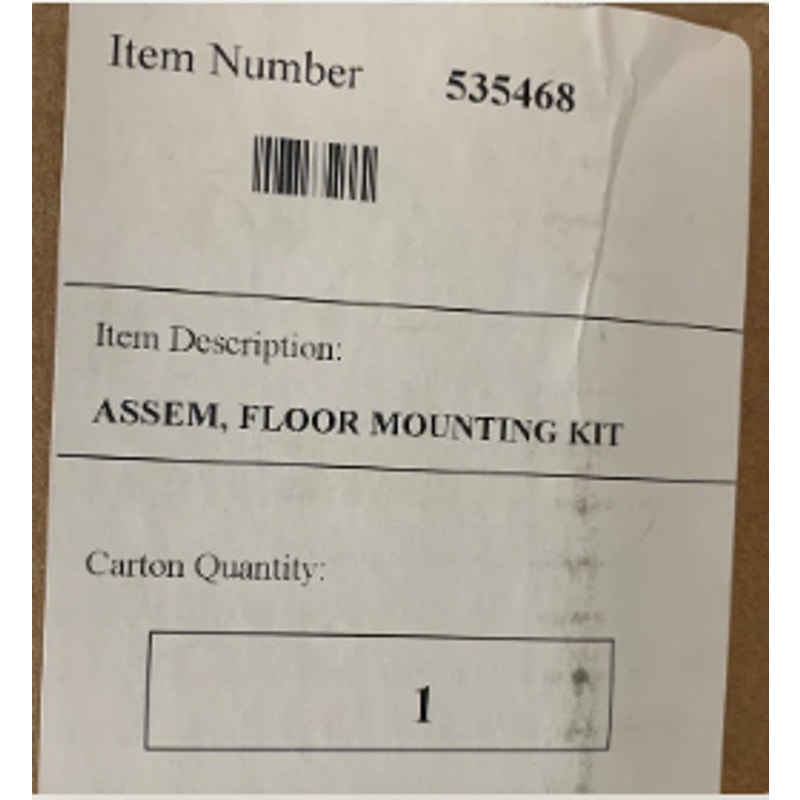 Item Number 535468
Item Description:
ASSEM, FLOOR MOUNTING KIT
Carton Quantity:
1